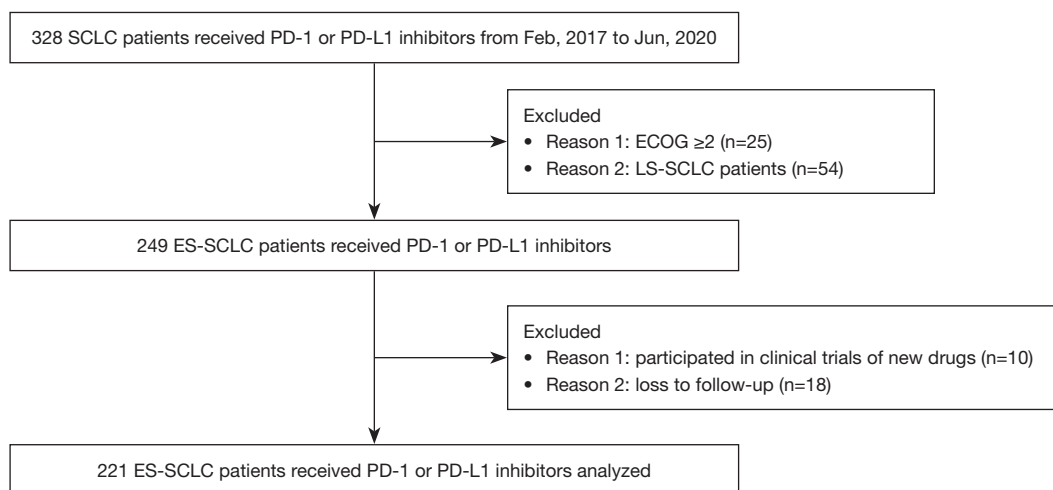 328 SCLC patients received PD-1 or PD-L1 inhibitors from Feb, 2017 to Jun, 2020
Excluded
• Reason 1: ECOG ≥2 (n=25)
• Reason 2: LS-SCLC patients (n=54)
249 ES-SCLC patients received PD-1 or PD-L1 inhibitors
Excluded
• Reason 1: participated in clinical trials of new drugs (n=10)
• Reason 2: loss to follow-up (n=18)
221 ES-SCLC patients received PD-1 or PD-L1 inhibitors analyzed